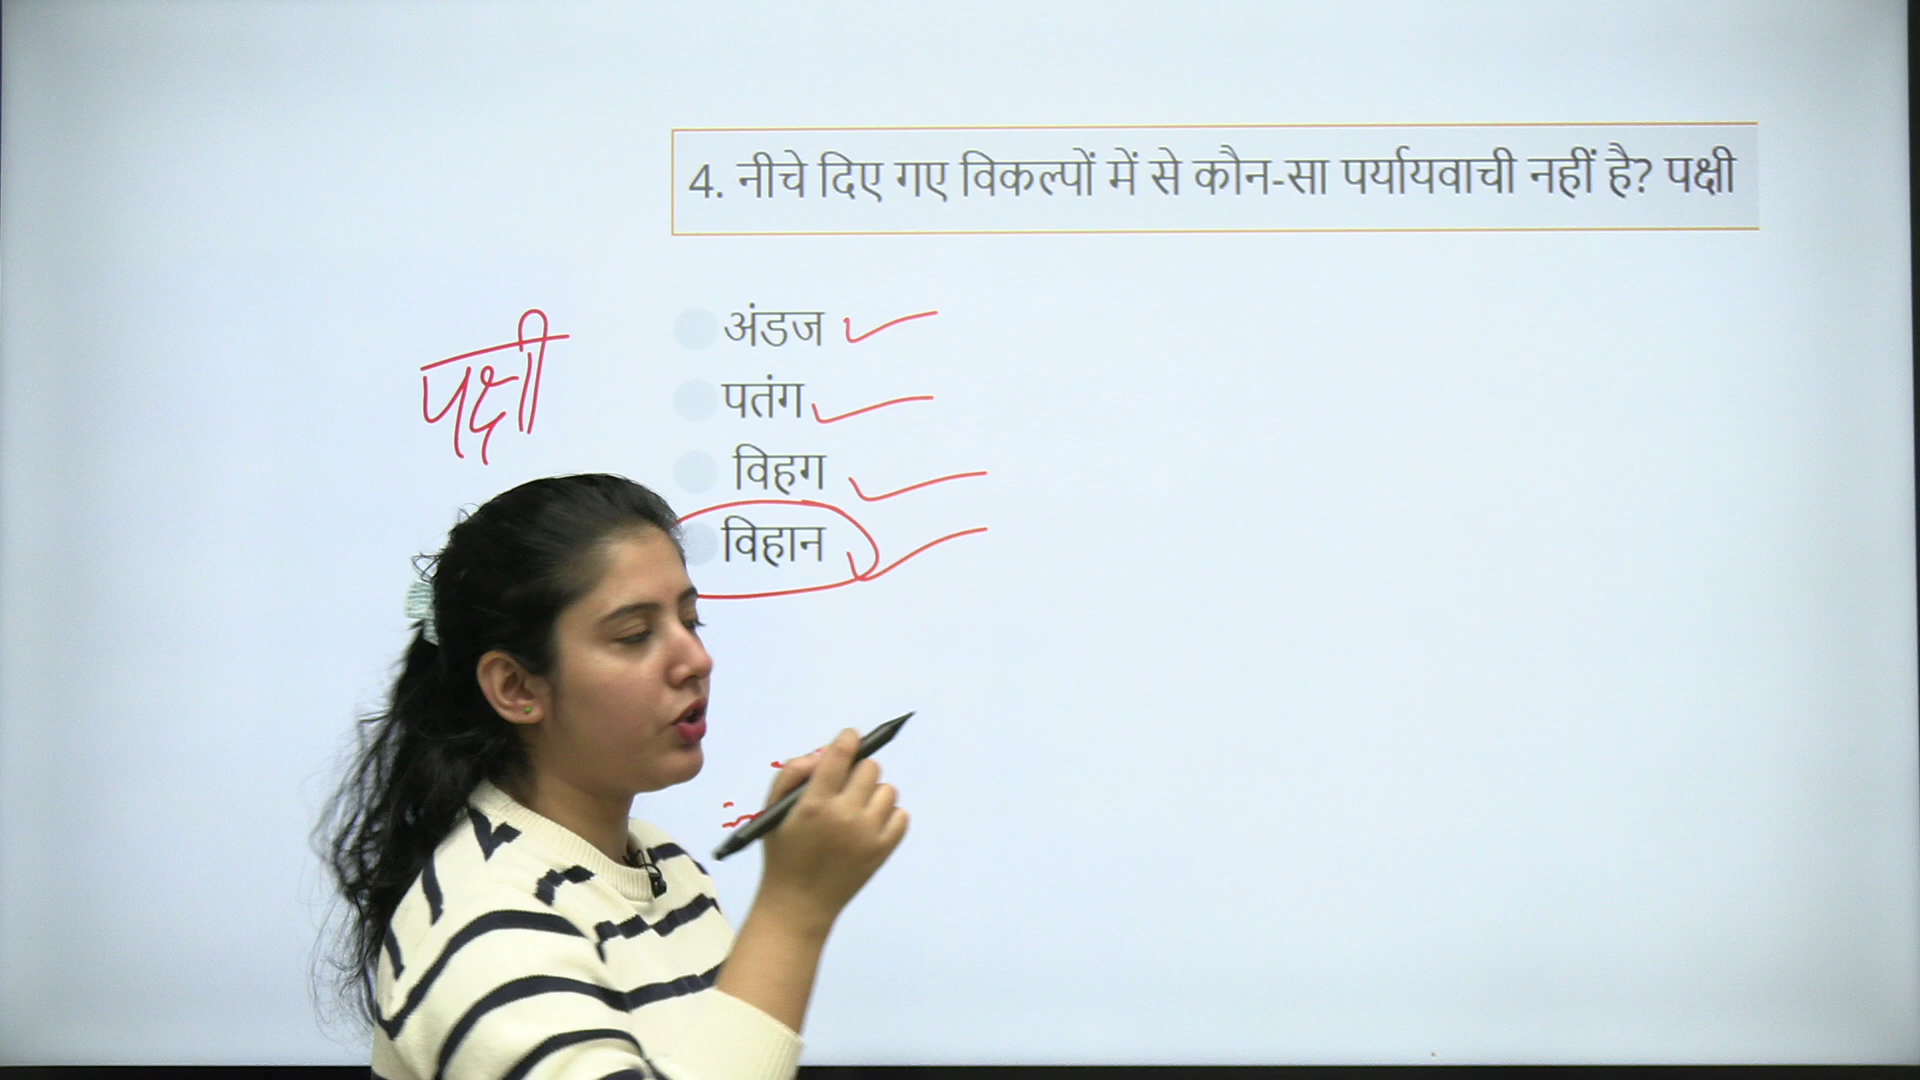 4. नीचे दिए गए विकल्पों में से कौन-सा पर्यायवाची नहीं है? पक्षी
पक्षी
अंडज
पतंग
विहग
विहान